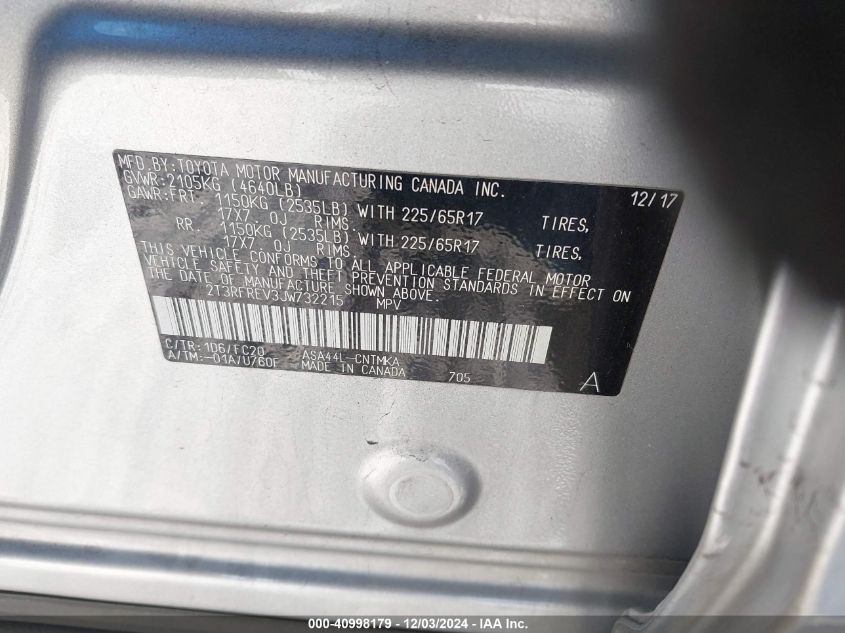 MFD.BY:TOYOTA MOTOR MANUFACTURING CANADA INC. 12/17
GVWR:2105KG (4640LB)
GAWR:FRT. 1150KG (2535LB) WITH 225/65R17 TIRES,
17X7 0J RIMS.
RR. 1150KG (2535LB) WITH 225/65R17 TIRES,
17X7 0J RIMS.
THIS VEHICLE CONFORMS TO ALL APPLICABLE FEDERAL MOTOR
VEHICLE SAFETY AND THEFT PREVENTION STANDARDS IN EFFECT ON
THE DATE OF MANUFACTURE SHOWN ABOVE.
2T3RFREV3JW732215 MPV
C/TR:1D6/FC20 ASA44L-CNTMKA
A/TM:-01A/U760F MADE IN CANADA 705 A
000-40998179 - 12/03/2024 - IAA Inc.